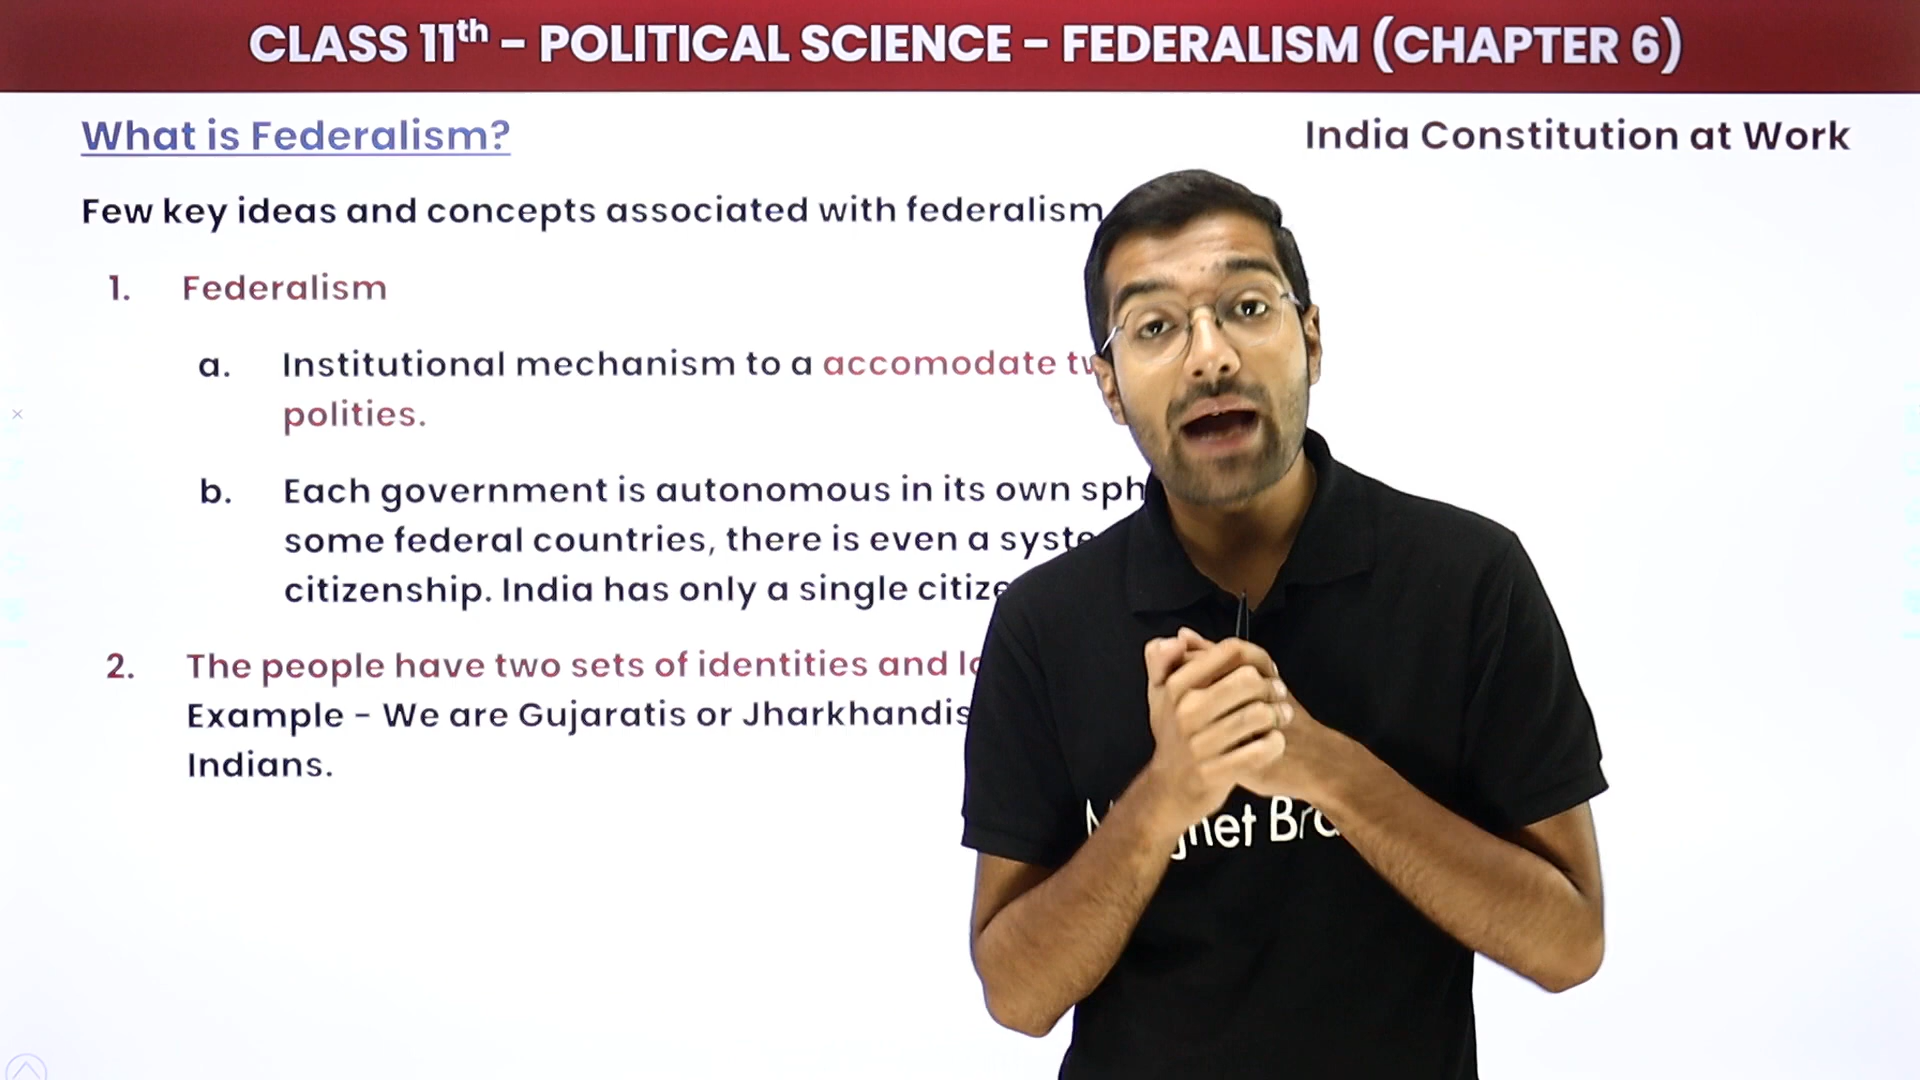 CLASS 11th - POLITICAL SCIENCE - FEDERALISM (CHAPTER 6)
What is Federalism?
India Constitution at Work
Few key ideas and concepts associated with federalism
1. Federalism
a. Institutional mechanism to a accomodate
polities.
b. Each government is autonomous in its own
some federal countries, there is even a
citizenship. India has only a single
2. The people have two sets of identities and
Example - We are Gujaratis or Jharkhandis
Indians.